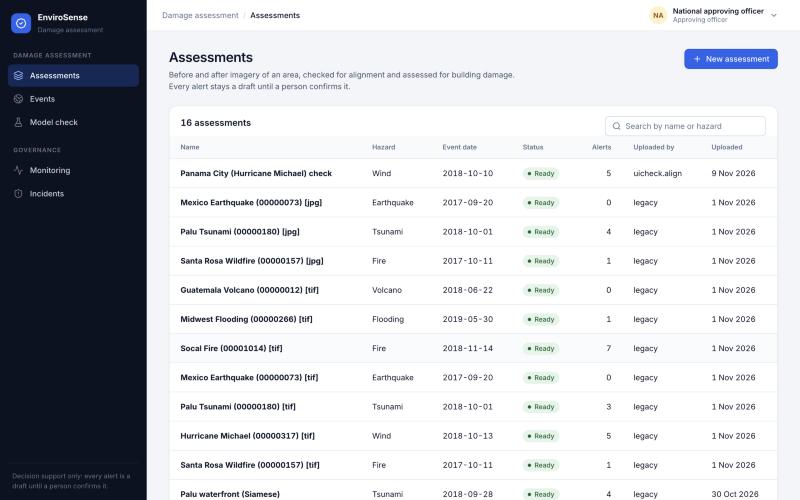 EnviroSense
Damage assessment
DAMAGE ASSESSMENT
Assessments
Events
Model check
GOVERNANCE
Monitoring
Incidents
Decision support only: every alert is a
draft until a person confirms it.
Damage assessment / Assessments
NA
National approving officer
Approving officer
Assessments
Before and after imagery of an area, checked for alignment and assessed for building damage.
Every alert stays a draft until a person confirms it.
New assessment
16 assessments
Search by name or hazard
Name Hazard Event date Status Alerts Uploaded by Uploaded
Panama City (Hurricane Michael) check Wind 2018-10-10 Ready 5 uicheck.align 9 Nov 2026
Mexico Earthquake (00000073) [jpg] Earthquake 2017-09-20 Ready 0 legacy 1 Nov 2026
Palu Tsunami (00000180) [jpg] Tsunami 2018-10-01 Ready 4 legacy 1 Nov 2026
Santa Rosa Wildfire (00000157) [jpg] Fire 2017-10-11 Ready 1 legacy 1 Nov 2026
Guatemala Volcano (00000012) [tif] Volcano 2018-06-22 Ready 0 legacy 1 Nov 2026
Midwest Flooding (00000266) [tif] Flooding 2019-05-30 Ready 1 legacy 1 Nov 2026
Socal Fire (00001014) [tif] Fire 2018-11-14 Ready 7 legacy 1 Nov 2026
Mexico Earthquake (00000073) [tif] Earthquake 2017-09-20 Ready 0 legacy 1 Nov 2026
Palu Tsunami (00000180) [tif] Tsunami 2018-10-01 Ready 3 legacy 1 Nov 2026
Hurricane Michael (00000317) [tif] Wind 2018-10-13 Ready 5 legacy 1 Nov 2026
Santa Rosa Wildfire (00000157) [tif] Fire 2017-10-11 Ready 1 legacy 1 Nov 2026
Palu waterfront (Siamese) Tsunami 2018-09-28 Ready 4 legacy 30 Oct 2026